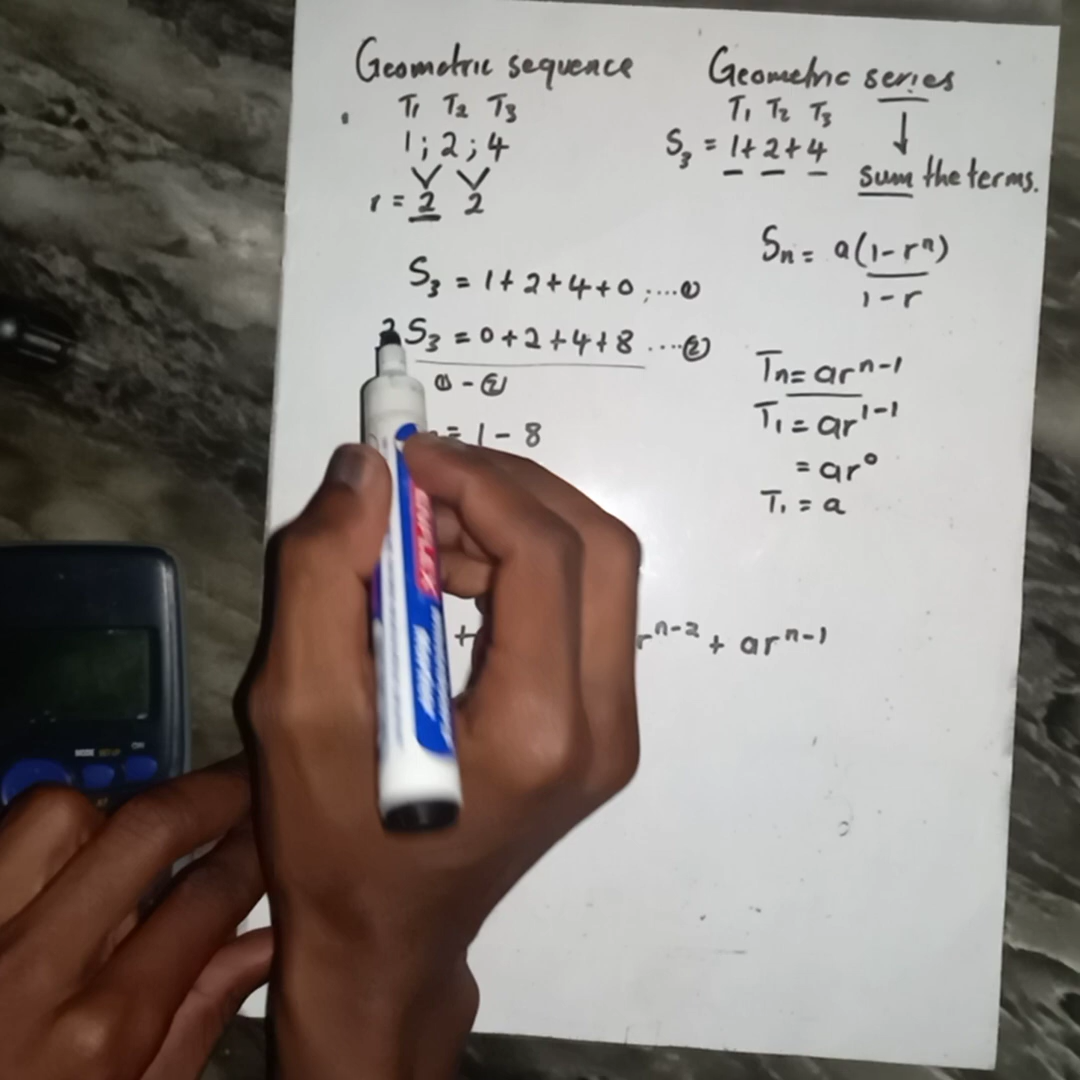 Geometric sequence
T1 T2 T3
1 ; 2 ; 4
r = 2 2
S3 = 1 + 2 + 4 + 0 ;....①
2S3 = 0 + 2 + 4 + 8 ....②
① - ②
= 1 - 8
+
r^n-2 + ar^n-1
Geometric series
T1 T2 T3
S3 = 1 + 2 + 4
sum the terms.
Sn = a(1-r^n)
1-r
Tn = ar^n-1
T1 = ar^1-1
= ar^0
T1 = a